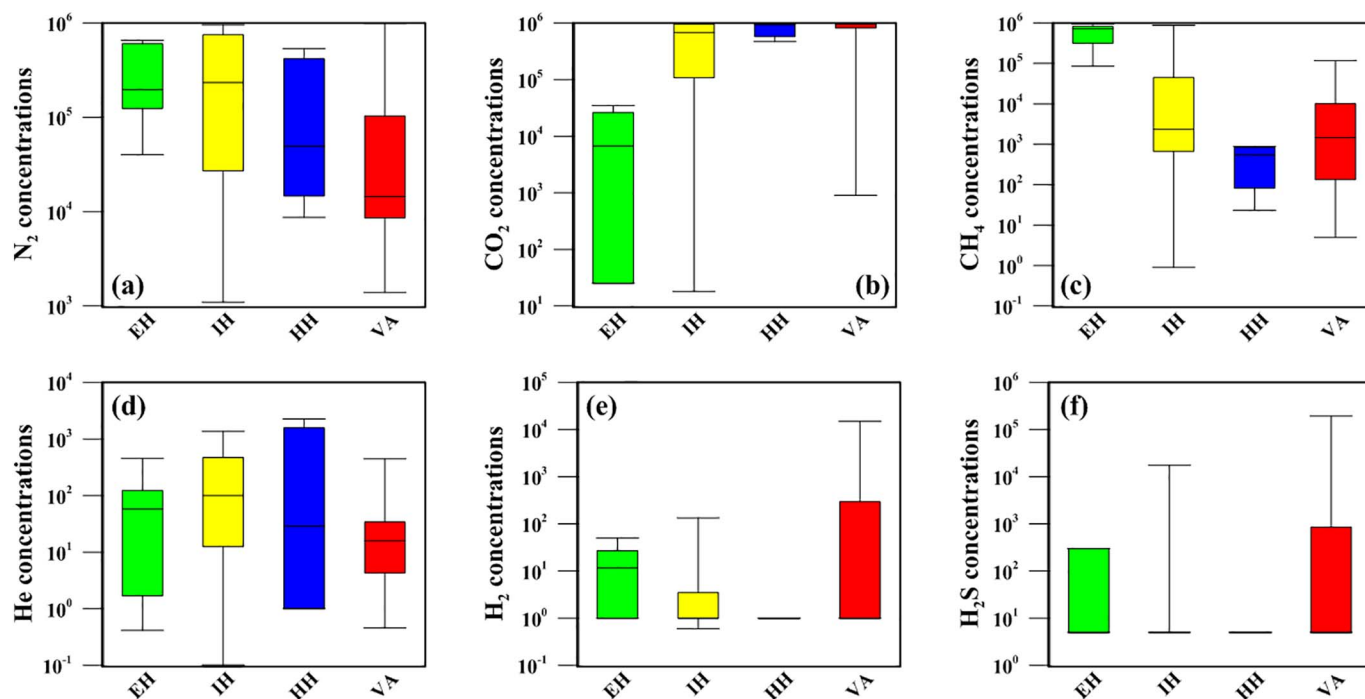 N₂ concentrations
10⁶
10⁵
10⁴
10³
(a)
EH IH HH VA
CO₂ concentrations
10⁶
10⁵
10⁴
10³
10²
10¹
(b)
EH IH HH VA
CH₄ concentrations
10⁶
10⁵
10⁴
10³
10²
10¹
10⁰
10⁻¹
(c)
EH IH HH VA
He concentrations
10⁴
10³
10²
10¹
10⁰
10⁻¹
(d)
EH IH HH VA
H₂ concentrations
10⁵
10⁴
10³
10²
10¹
10⁰
10⁻¹
(e)
EH IH HH VA
H₂S concentrations
10⁶
10⁵
10⁴
10³
10²
10¹
10⁰
(f)
EH IH HH VA